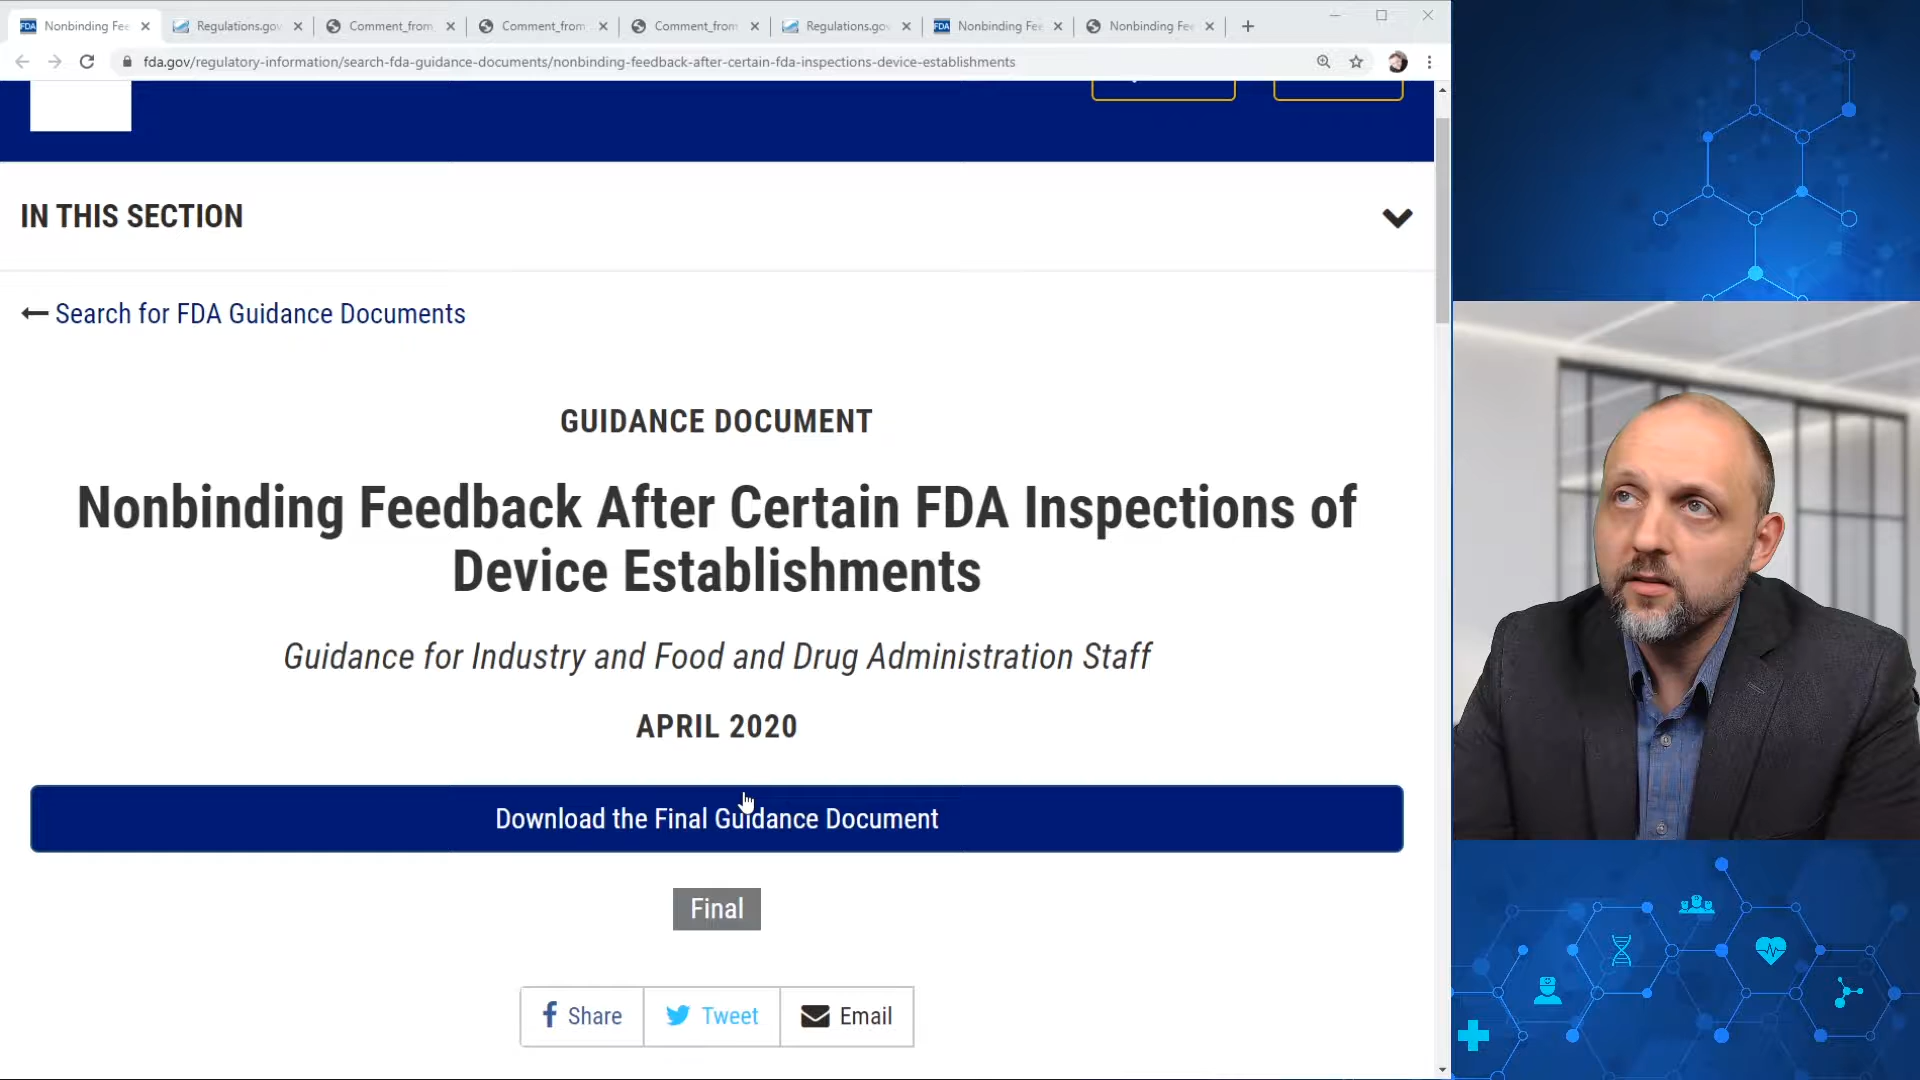 FDA Nonbinding Fee
Regulations.gov
Comment_from
Comment_from
Comment_from
Regulations.gov
FDA Nonbinding Fee
Nonbinding Fee
fda.gov/regulatory-information/search-fda-guidance-documents/nonbinding-feedback-after-certain-fda-inspections-device-establishments
IN THIS SECTION
Search for FDA Guidance Documents
GUIDANCE DOCUMENT
Nonbinding Feedback After Certain FDA Inspections of
Device Establishments
Guidance for Industry and Food and Drug Administration Staff
APRIL 2020
Download the Final Guidance Document
Final
Share Tweet Email